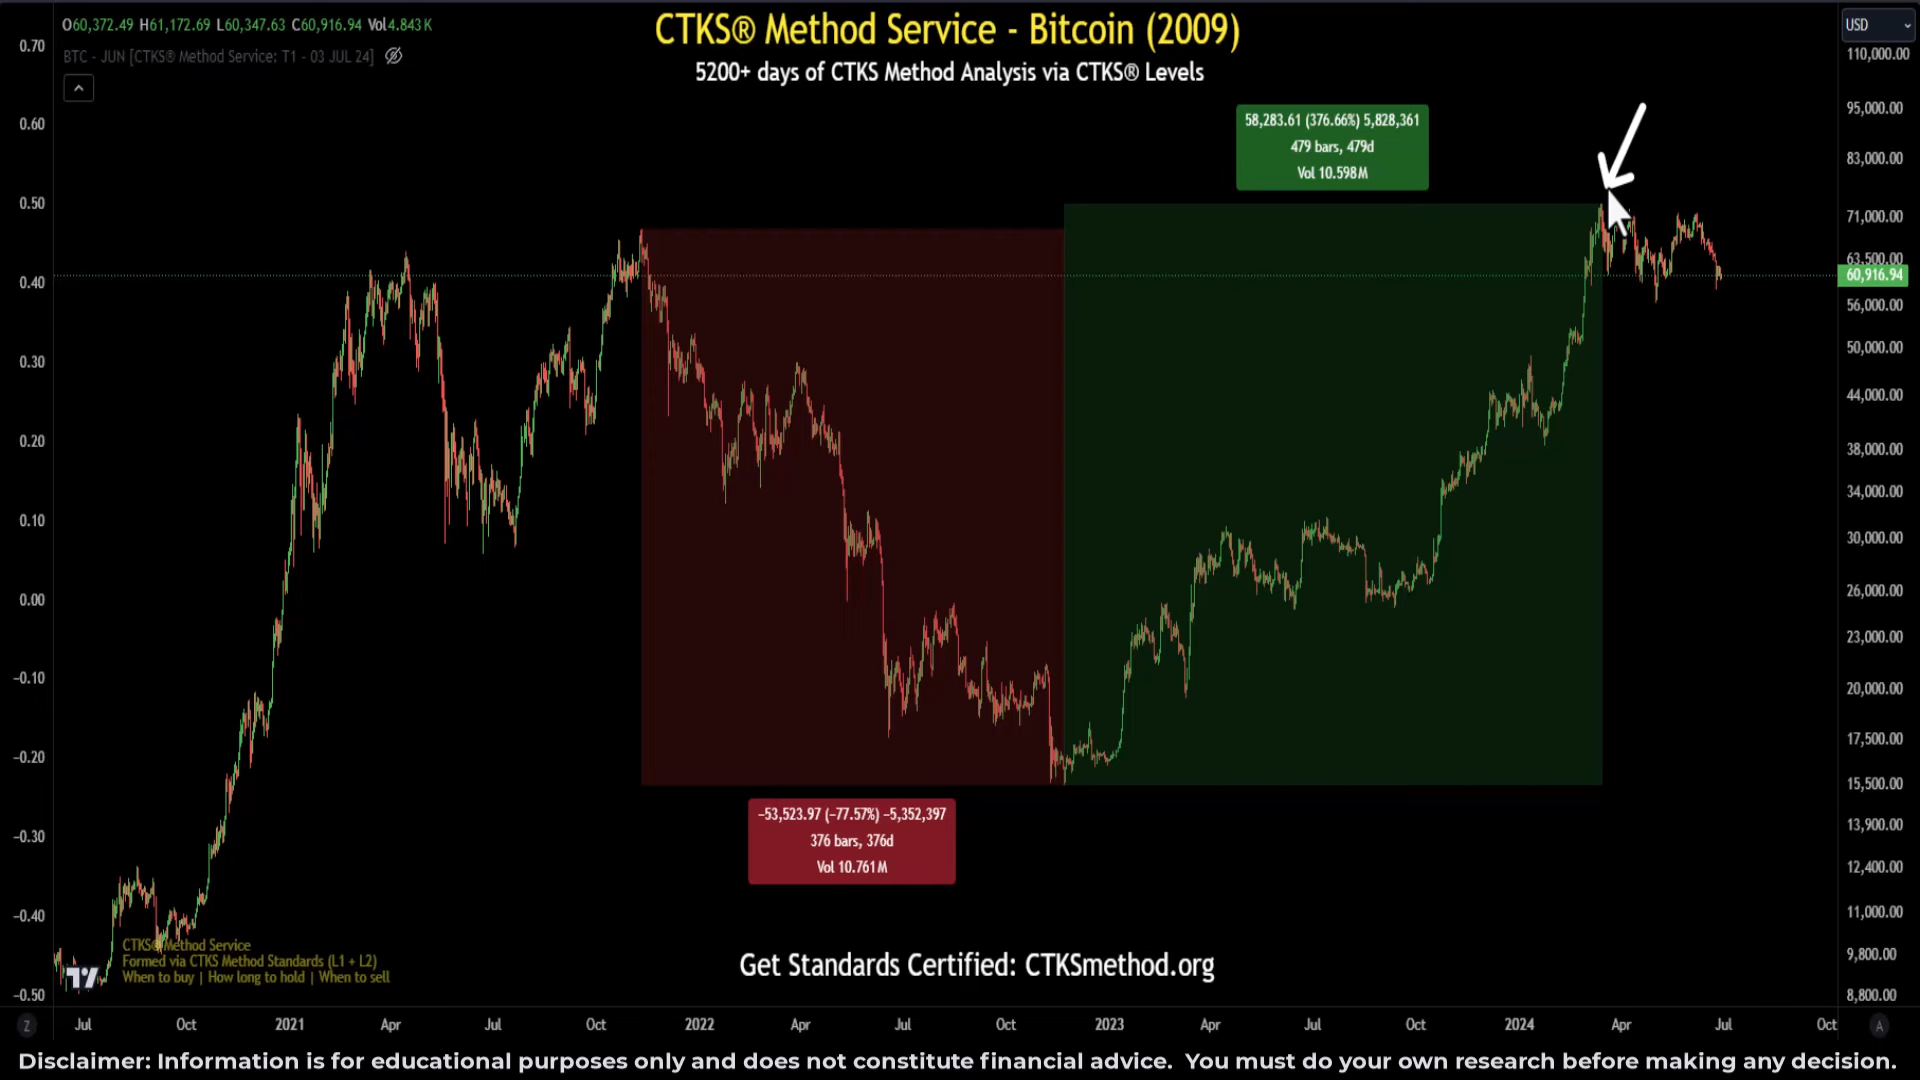 CTKS® Method Service - Bitcoin (2009)
5200+ days of CTKS Method Analysis via CTKS® Levels
O60,372.49 H61,172.69 L60,347.63 C60,916.94 Vol4.843K
BTC - JUN [CTKS® Method Service: T1 - 03 JUL 24]
USD
0.70
0.60
0.50
0.40
0.30
0.20
0.10
0.00
−0.10
−0.20
−0.30
−0.40
−0.50
58,283.61 (376.66%) 5,828,361
479 bars, 479d
Vol 10.598M
−53,523.97 (−77.57%) −5,352,397
376 bars, 376d
Vol 10.761M
110,000.00
95,000.00
83,000.00
71,000.00
63,500.00
60,916.94
56,000.00
50,000.00
44,000.00
38,000.00
34,000.00
30,000.00
26,000.00
23,000.00
20,000.00
17,500.00
15,500.00
13,900.00
12,400.00
11,000.00
9,800.00
8,800.00
CTKS® Method Service
Formed via CTKS Method Standards (L1 + L2)
When to buy | How long to hold | When to sell
Get Standards Certified: CTKSmethod.org
Z Jul Oct 2021 Apr Jul Oct 2022 Apr Jul Oct 2023 Apr Jul Oct 2024 Apr Jul Oct A
Disclaimer: Information is for educational purposes only and does not constitute financial advice. You must do your own research before making any decision.